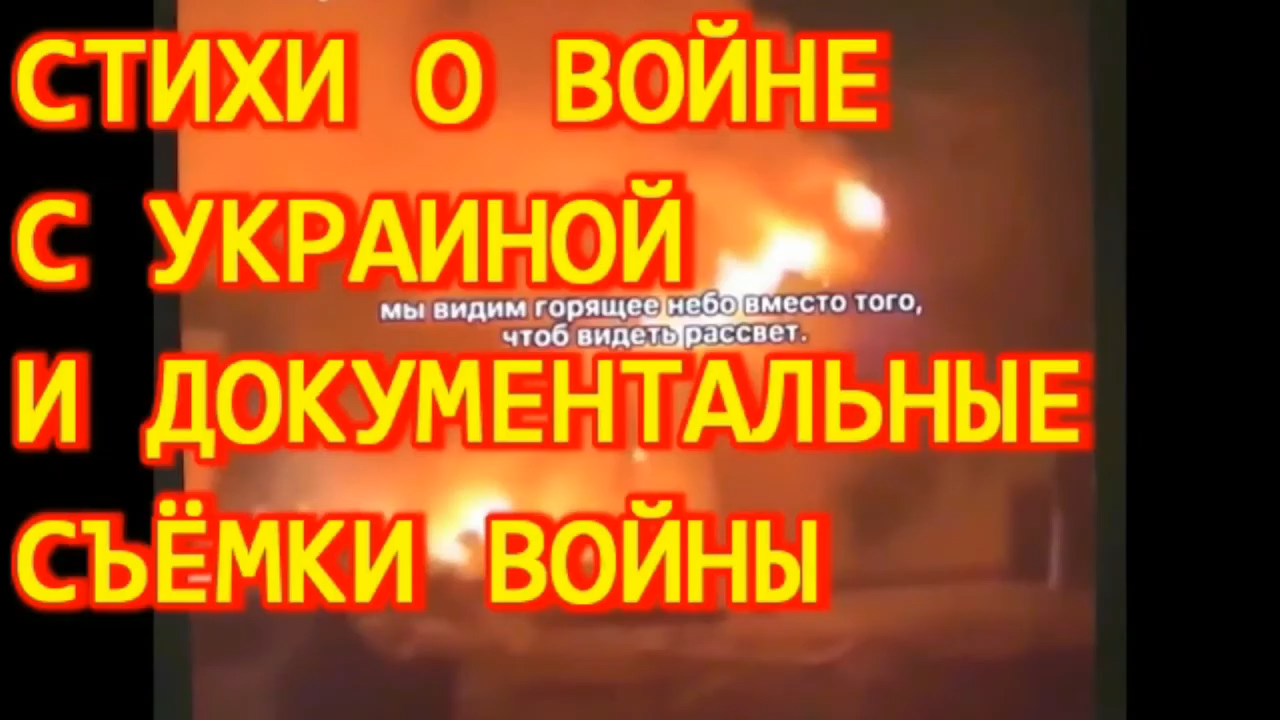 СТИХИ О ВОЙНЕ
С УКРАИНОЙ
мы видим горящее небо вместо того,
чтоб видеть рассвет.
И ДОКУМЕНТАЛЬНЫЕ
СЪЁМКИ ВОЙНЫ